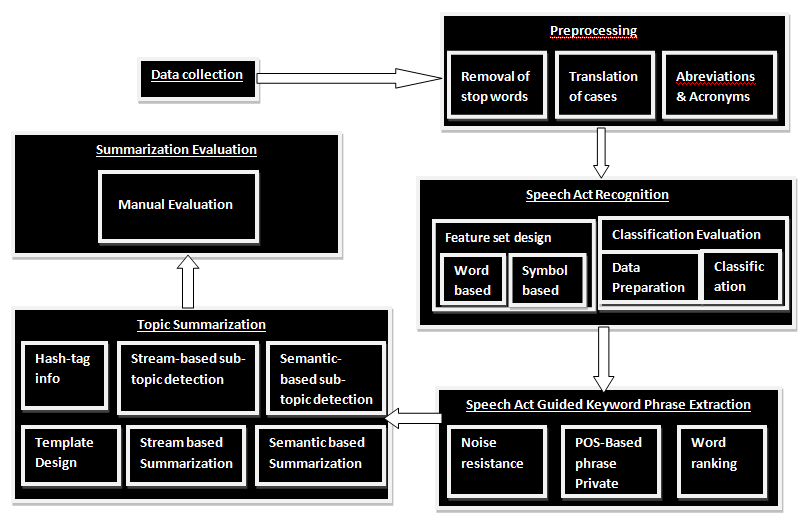 Data collection
Preprocessing
Removal of
stop words
Translation
of cases
Abreviations
& Acronyms
Speech Act Recognition
Feature set design
Word
based
Symbol
based
Classification Evaluation
Data
Preparation
Classific
ation
Speech Act Guided Keyword Phrase Extraction
Noise
resistance
POS-Based
phrase
Private
Word
ranking
Topic Summarization
Hash-tag
info
Stream-based sub-
topic detection
Semantic-
based sub-
topic detection
Template
Design
Stream based
Summarization
Semantic based
Summarization
Summarization Evaluation
Manual Evaluation